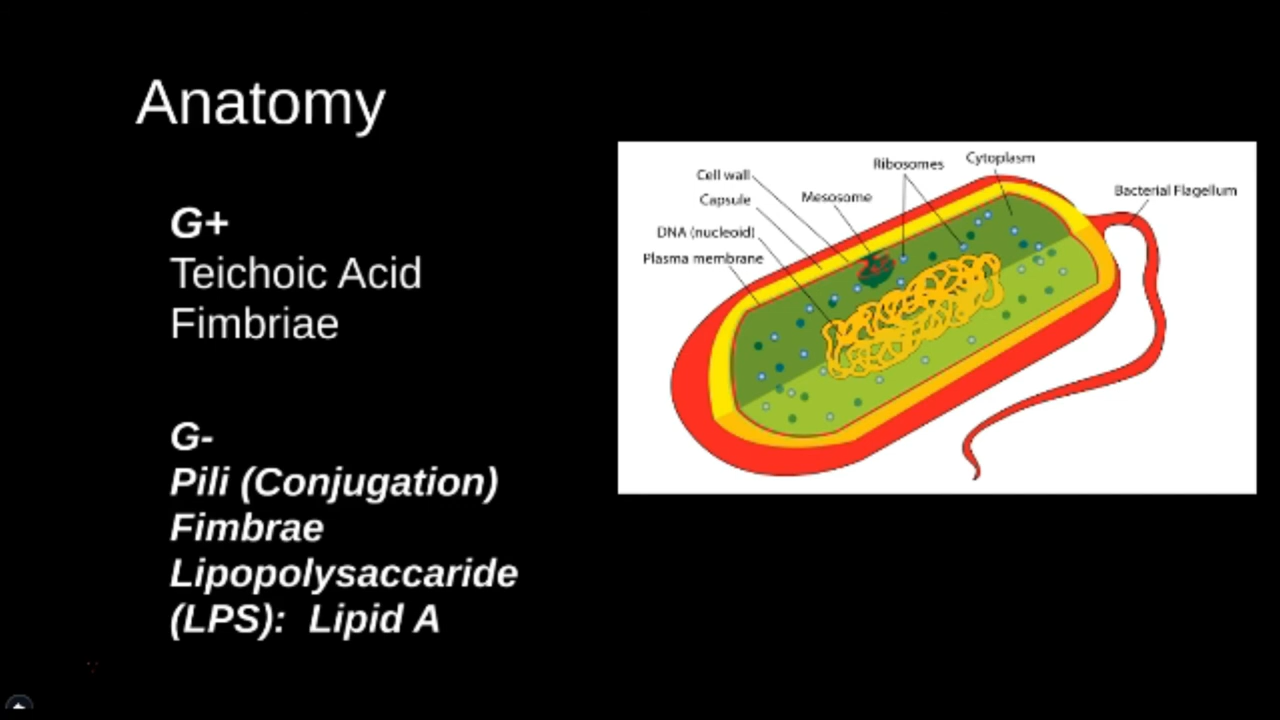 Anatomy
G+
Teichoic Acid
Fimbriae
G-
Pili (Conjugation)
Fimbrae
Lipopolysaccaride
(LPS):  Lipid A
Cell wall
Capsule
DNA (nucleoid)
Plasma membrane
Mesosome
Ribosomes
Cytoplasm
Bacterial Flagellum